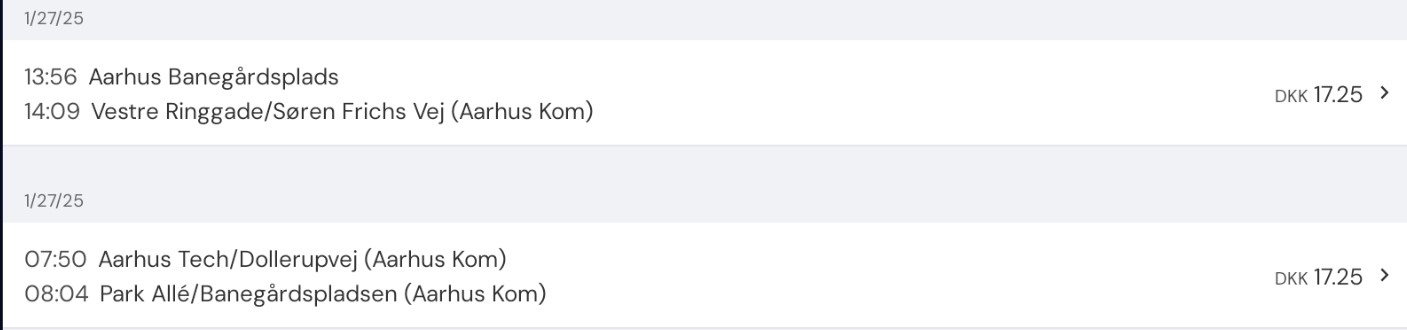 1/27/25
13:56 Aarhus Banegårdsplads
14:09 Vestre Ringgade/Søren Frichs Vej (Aarhus Kom)
DKK 17.25
1/27/25
07:50 Aarhus Tech/Dollerupvej (Aarhus Kom)
08:04 Park Allé/Banegårdspladsen (Aarhus Kom)
DKK 17.25